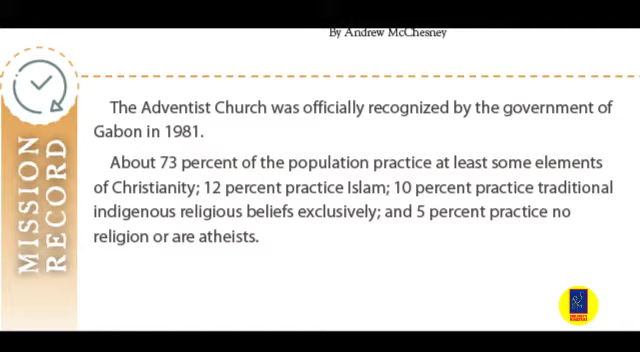 By Andrew McChesney
MISSION
RECORD
The Adventist Church was officially recognized by the government of
Gabon in 1981.
About 73 percent of the population practice at least some elements
of Christianity; 12 percent practice Islam; 10 percent practice traditional
indigenous religious beliefs exclusively; and 5 percent practice no
religion or are atheists.